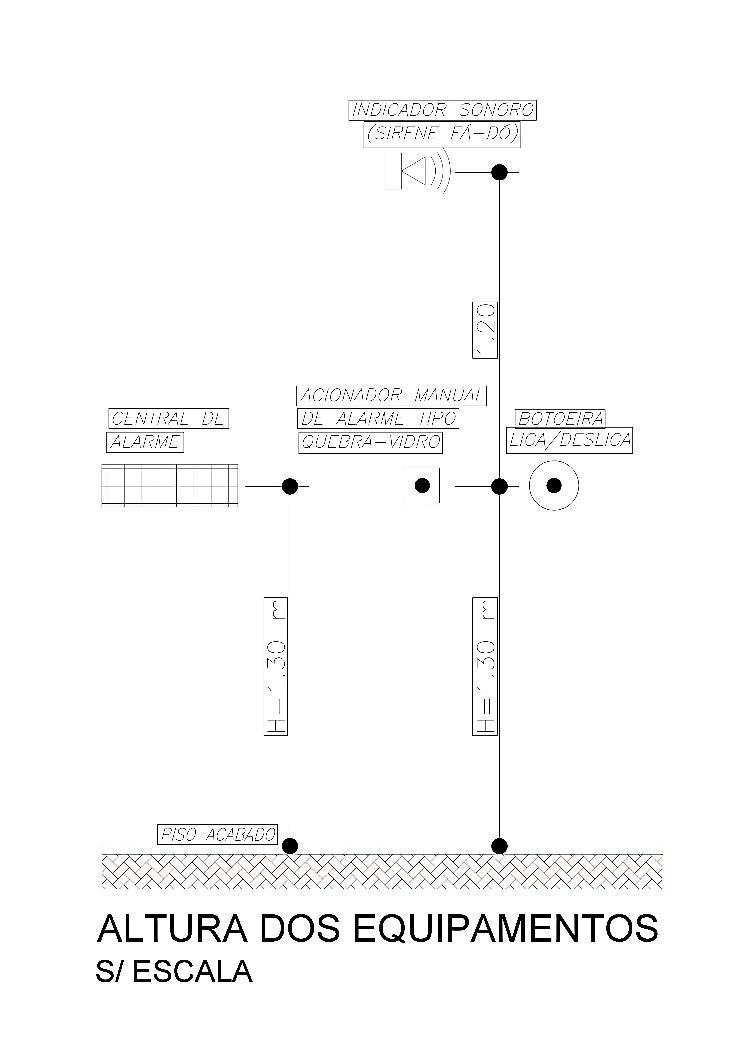 INDICADOR SONORO
(SIRENE FÁ-DÓ)
1.20
ACIONADOR MANUAL
DE ALARME TIPO
QUEBRA-VIDRO
CENTRAL DE
ALARME
BOTOEIRA
LIGA/DESLIGA
H=1.30 m
H=1.30 m
PISO ACABADO
ALTURA DOS EQUIPAMENTOS
S/ ESCALA